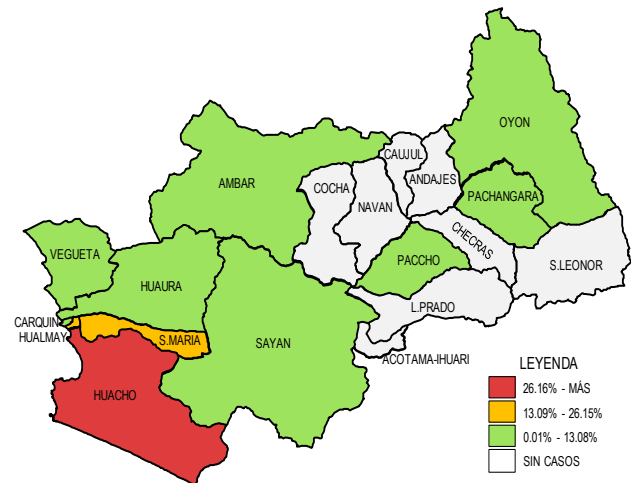 OYON
CAUJUL
ANDAJES
AMBAR
COCHA
NAVAN
PACHANGARA
CHECRAS
VEGUETA
PACCHO
S.LEONOR
HUAURA
L.PRADO
CARQUIN
HUALMAY
S.MARIA
SAYAN
ACOTAMA-IHUARI
HUACHO
LEYENDA
26.16% - MÁS
13.09% - 26.15%
0.01% - 13.08%
SIN CASOS